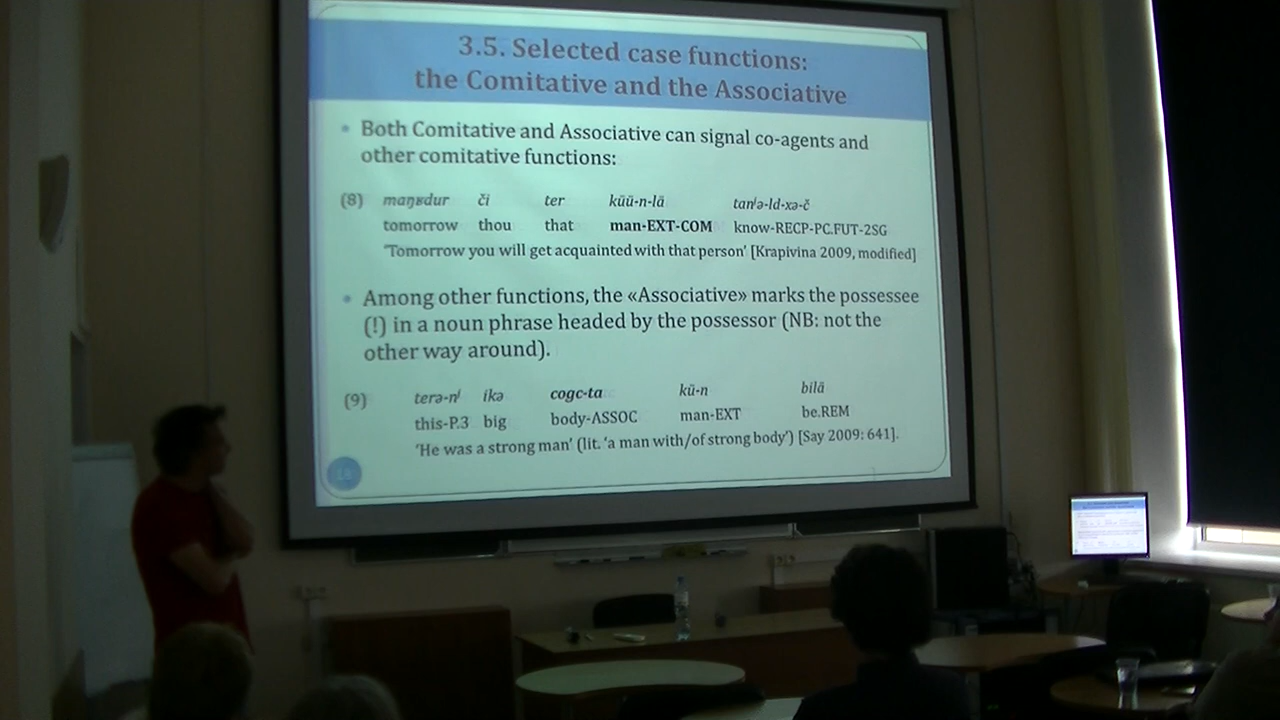 3.5. Selected case functions:
the Comitative and the Associative
• Both Comitative and Associative can signal co-agents and
other comitative functions:
(8) maŋʁdur či ter küü-n-lä tanʲə-ld-xə-č
tomorrow thou that man-EXT-COM know-RECP-PC.FUT-2SG
'Tomorrow you will get acquainted with that person' [Krapivina 2009, modified]
• Among other functions, the «Associative» marks the possessee
(!) in a noun phrase headed by the possessor (NB: not the
other way around).
(9) terə-nʲ ikə cogc-ta kü-n bilä
this-P.3 big body-ASSOC man-EXT be.REM
'He was a strong man' (lit. 'a man with/of strong body') [Say 2009: 641].